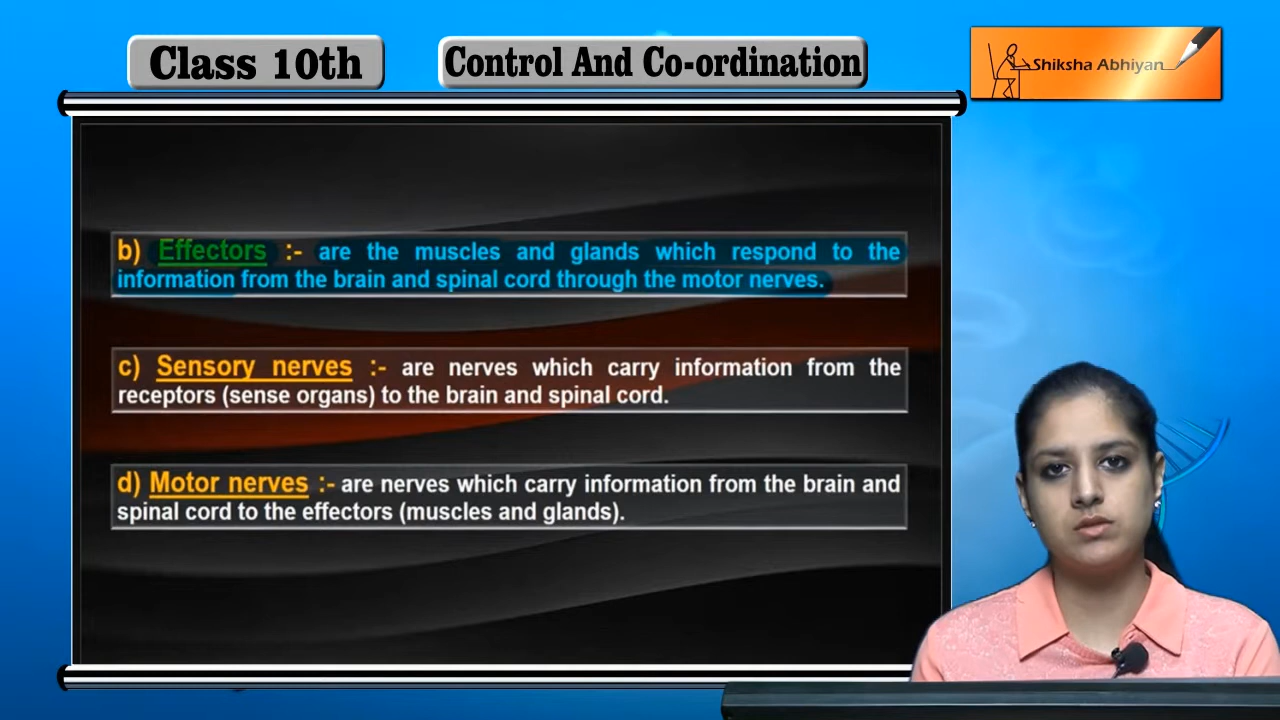 Class 10th
Control And Co-ordination
Shiksha Abhiyan
b) Effectors :- are the muscles and glands which respond to the
information from the brain and spinal cord through the motor nerves.
c) Sensory nerves :- are nerves which carry information from the
receptors (sense organs) to the brain and spinal cord.
d) Motor nerves :- are nerves which carry information from the brain and
spinal cord to the effectors (muscles and glands).